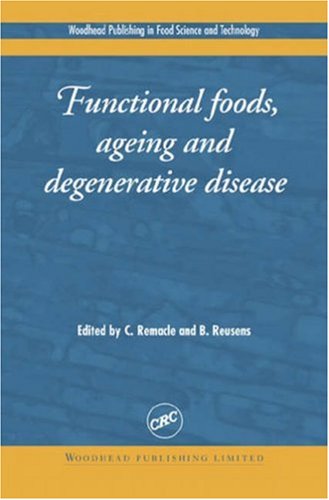 Woodhead Publishing in Food Science and Technology
Functional foods,
ageing and
degenerative disease
Edited by C. Remacle and B. Reusens
CRC
WOODHEAD PUBLISHING LIMITED